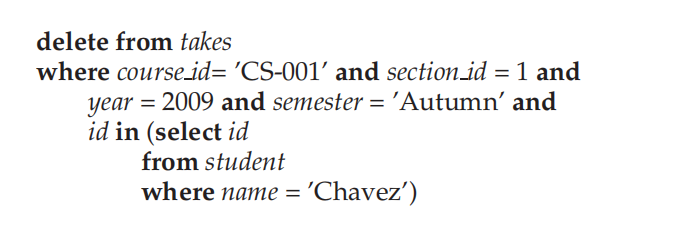 delete from takes
where course_id= ’CS-001’ and section_id = 1 and
year = 2009 and semester = ’Autumn’ and
id in (select id
from student
where name = ’Chavez’)